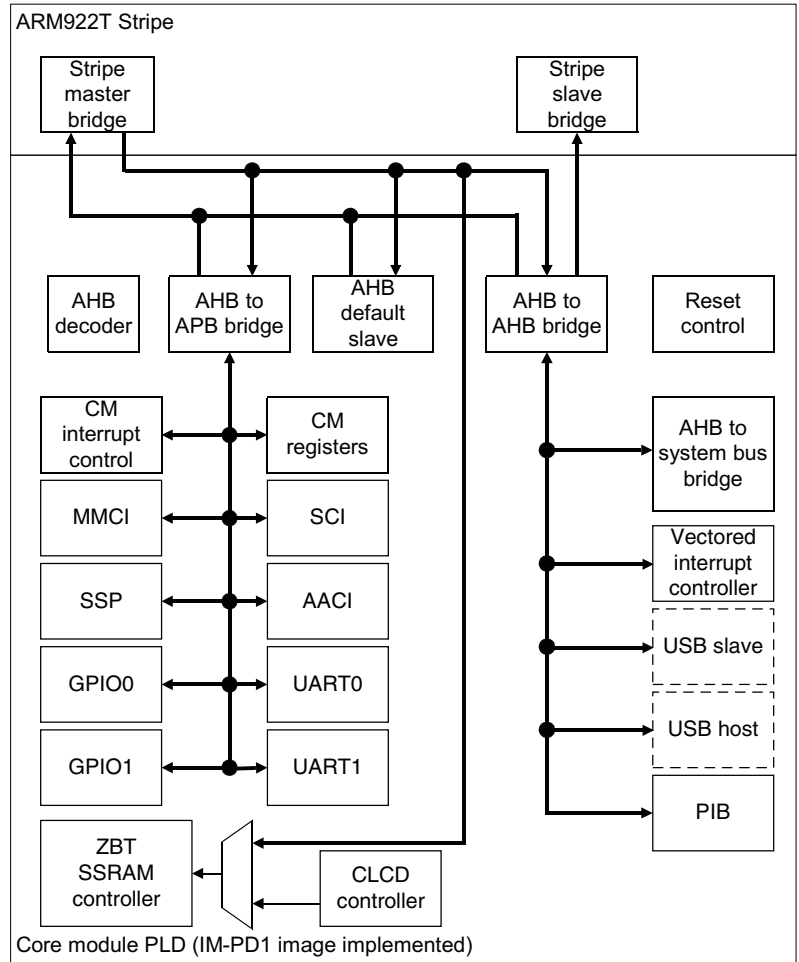 ARM922T Stripe
Stripe
master
bridge
Stripe
slave
bridge
AHB
decoder
AHB to
APB bridge
AHB
default
slave
AHB to
AHB bridge
Reset
control
CM
interrupt
control
CM
registers
AHB to
system bus
bridge
MMCI
SCI
Vectored
interrupt
controller
SSP
AACI
USB slave
GPIO0
UART0
USB host
GPIO1
UART1
PIB
ZBT
SSRAM
controller
CLCD
controller
Core module PLD (IM-PD1 image implemented)